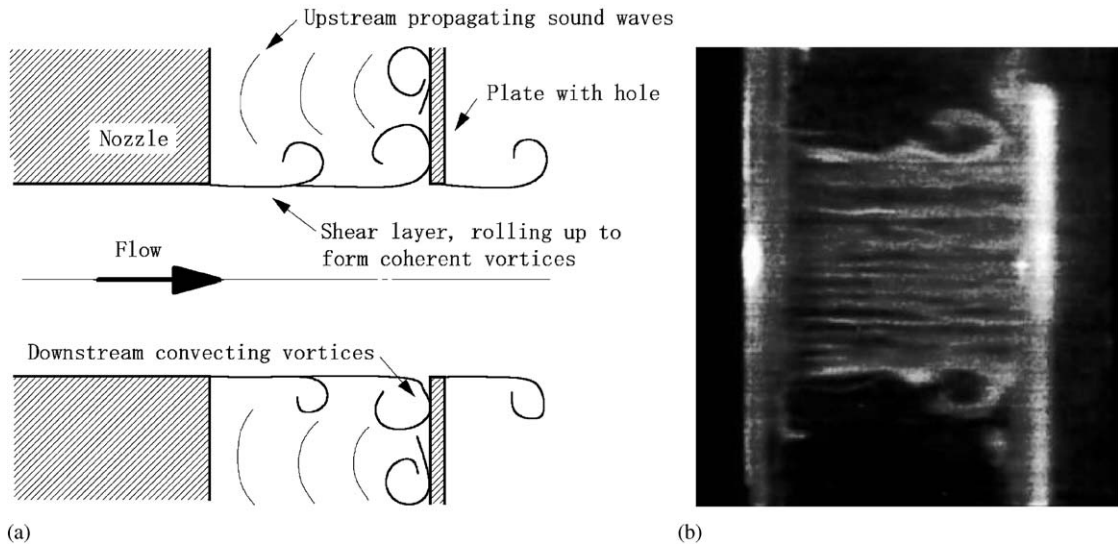 Upstream propagating sound waves
Plate with hole
Nozzle
Shear layer, rolling up to
form coherent vortices
Flow
Downstream convecting vortices
(a)
(b)